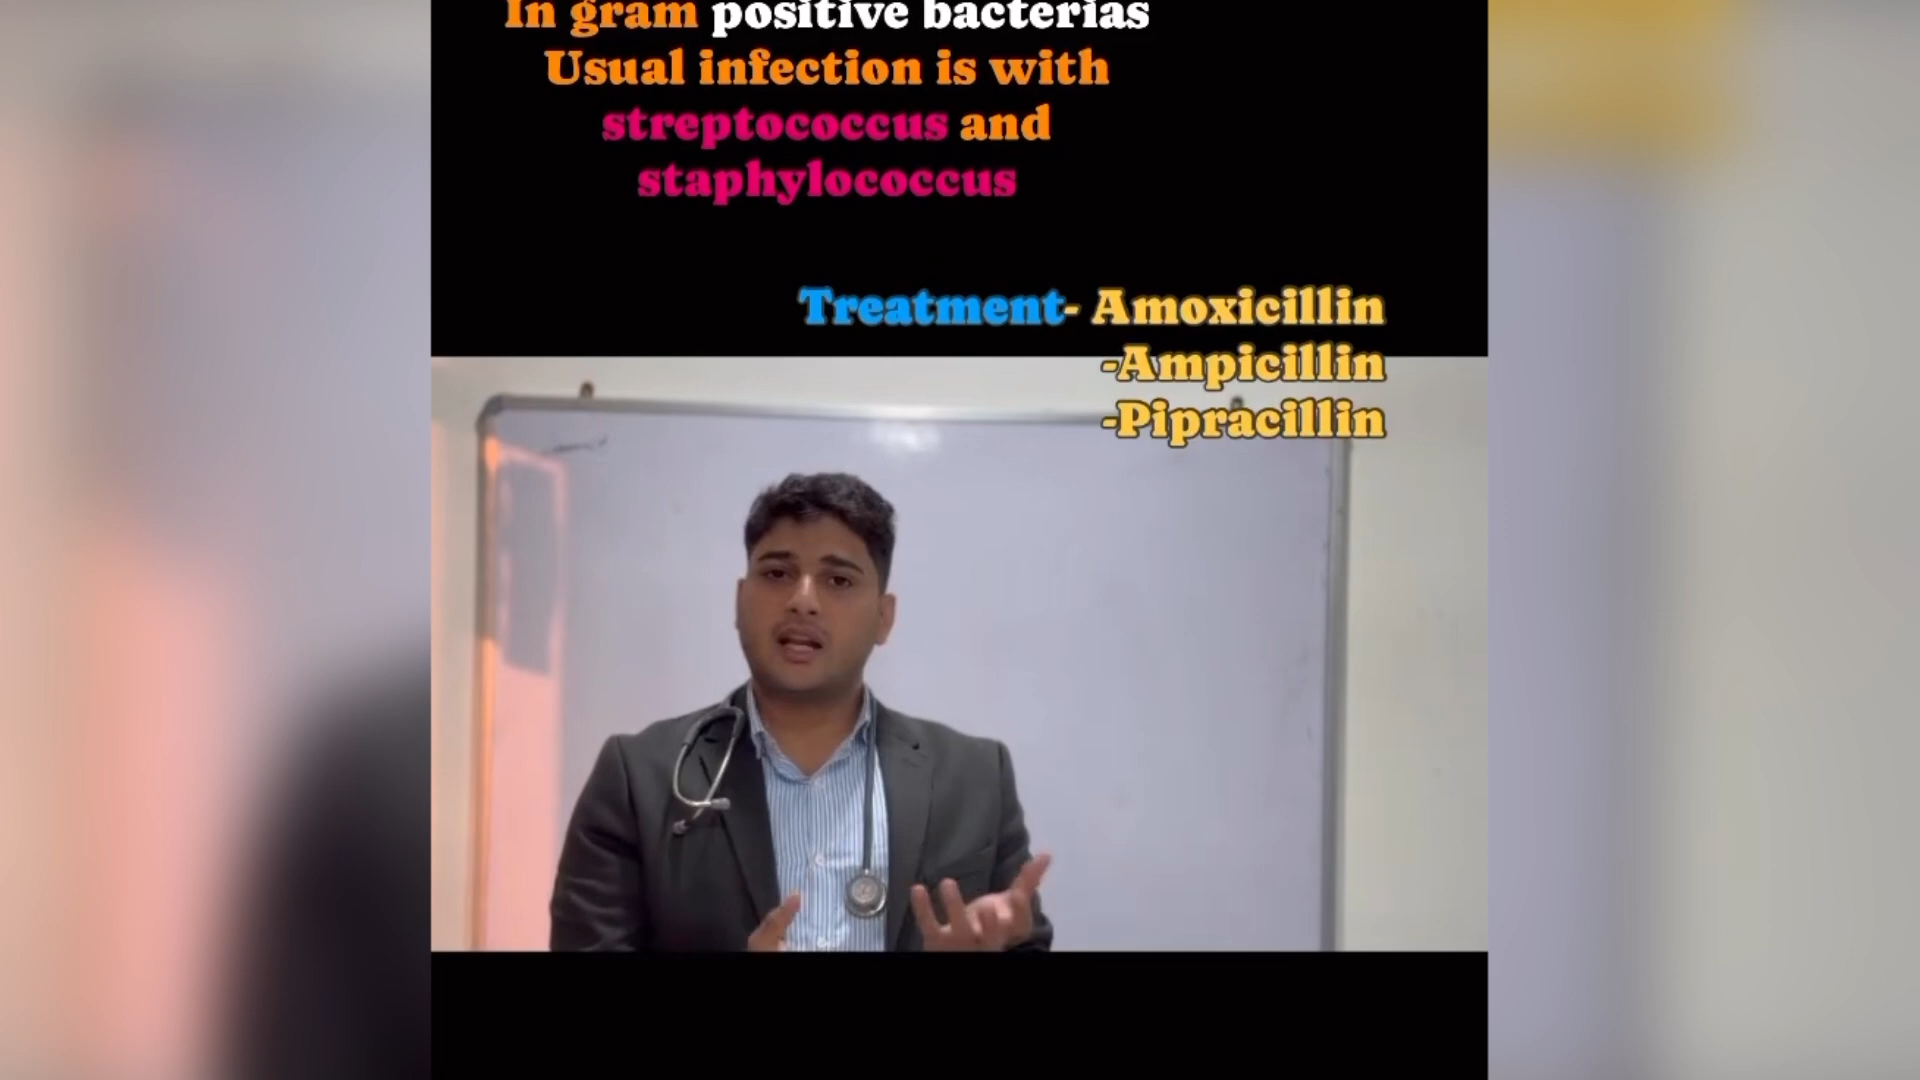 In gram positive bacterias
Usual infection is with
streptococcus and
staphylococcus
Treatment- Amoxicillin
-Ampicillin
-Pipracillin